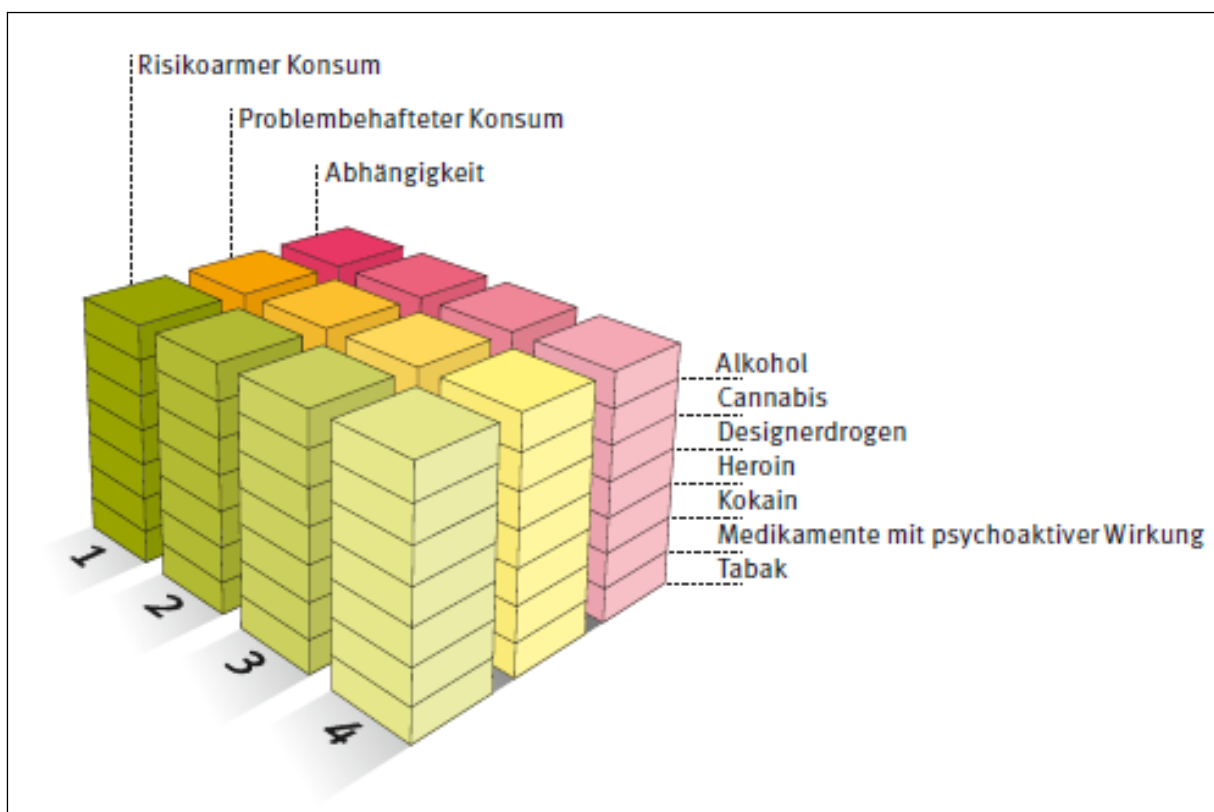 Risikoarmer Konsum
Problembehafteter Konsum
Abhängigkeit
Alkohol
Cannabis
Designerdrogen
Heroin
Kokain
Medikamente mit psychoaktiver Wirkung
Tabak
1
2
3
4